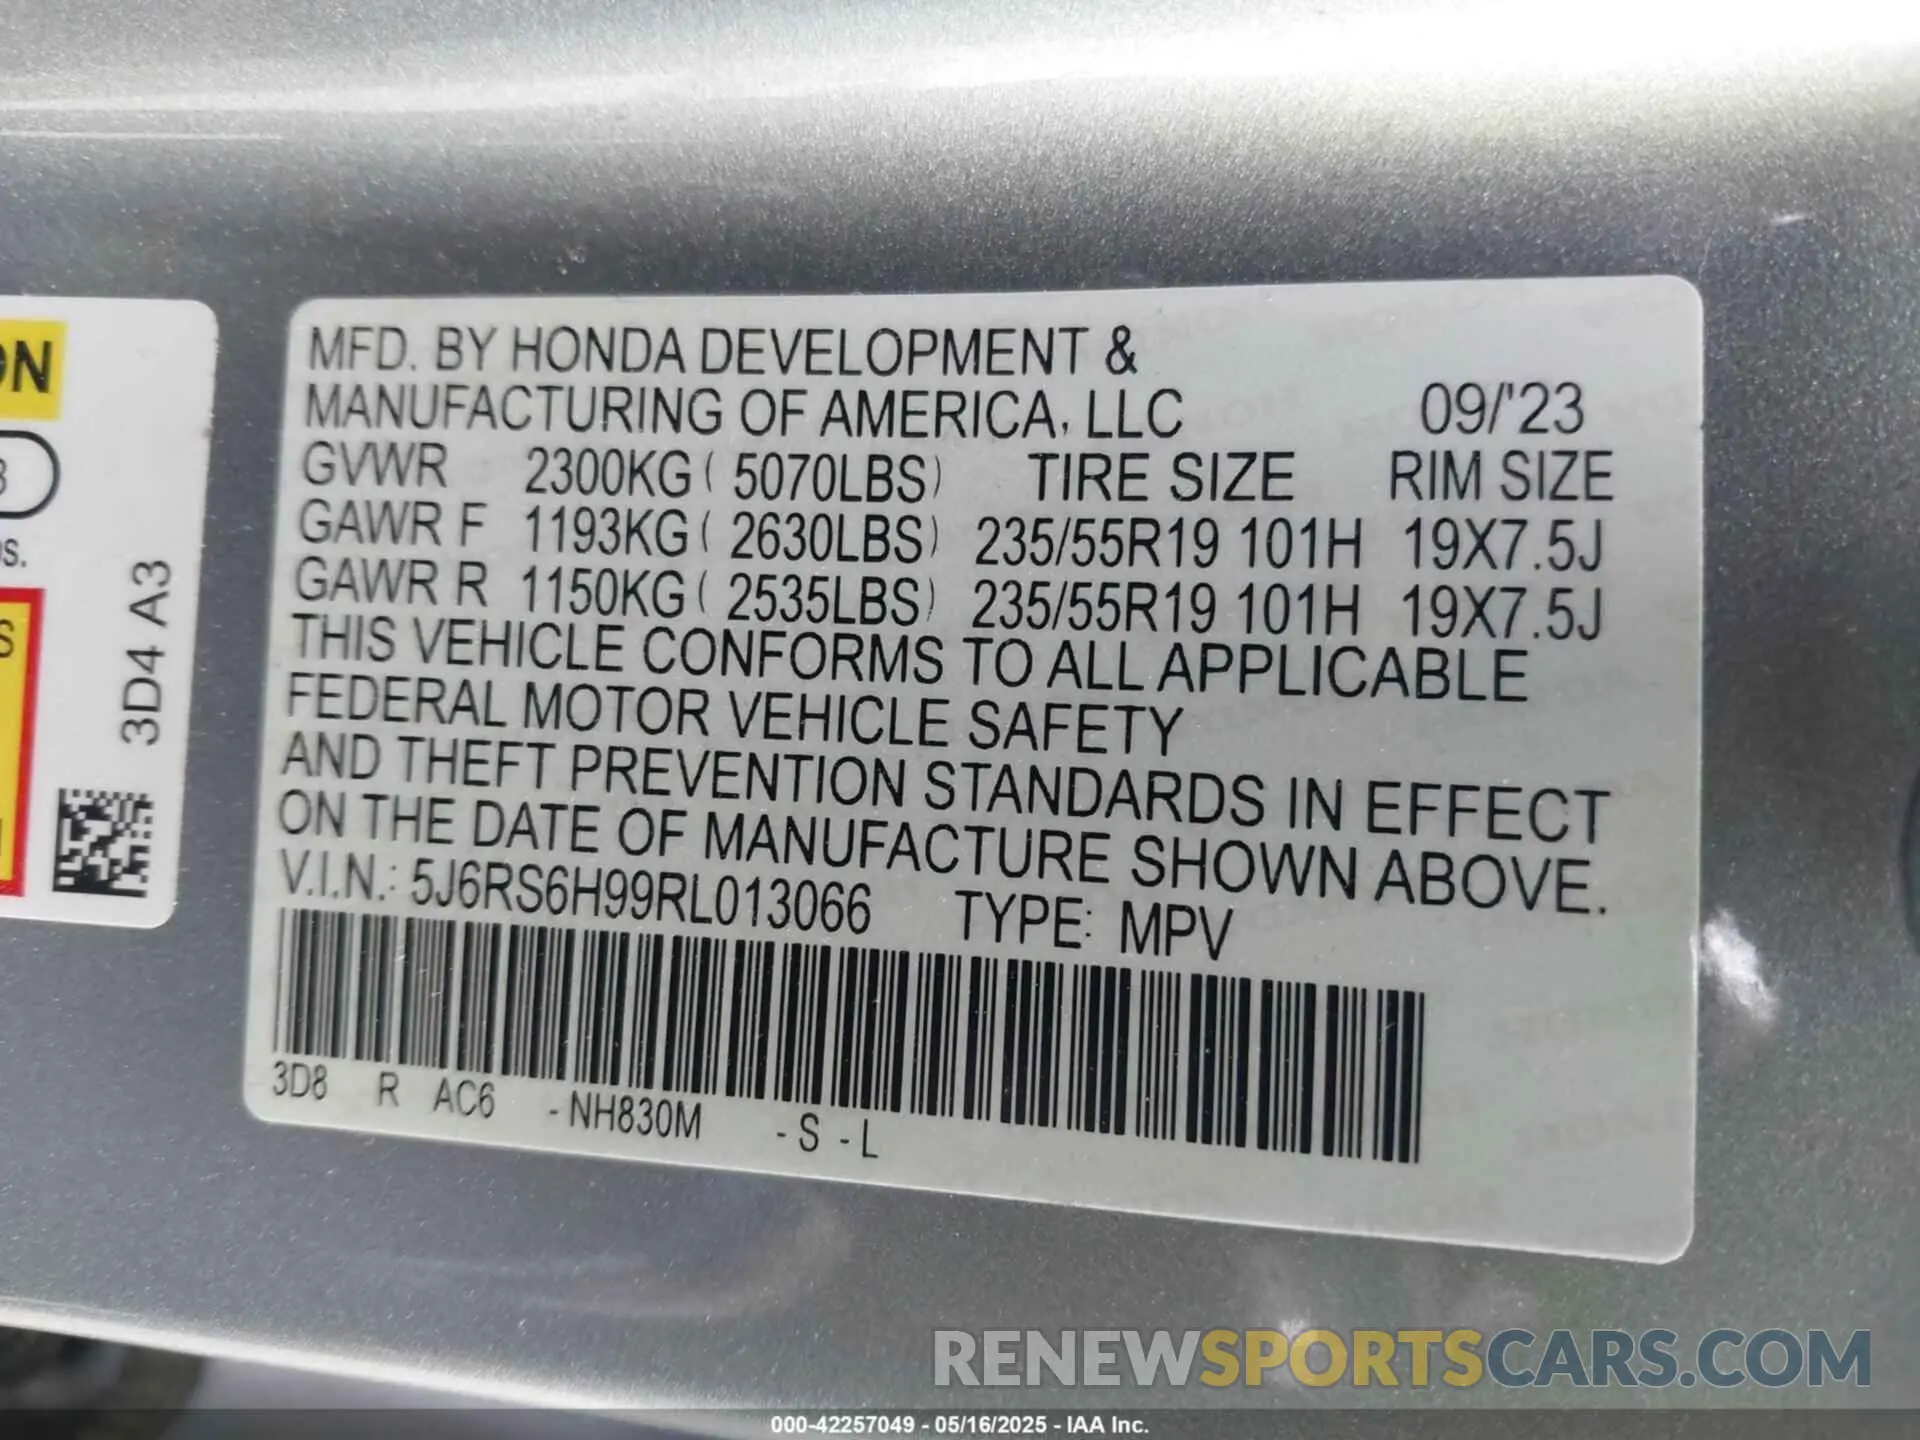 MFD. BY HONDA DEVELOPMENT &
MANUFACTURING OF AMERICA, LLC 09/'23
GVWR 2300KG ( 5070LBS) TIRE SIZE RIM SIZE
GAWR F 1193KG ( 2630LBS) 235/55R19 101H 19X7.5J
GAWR R 1150KG ( 2535LBS) 235/55R19 101H 19X7.5J
THIS VEHICLE CONFORMS TO ALL APPLICABLE
FEDERAL MOTOR VEHICLE SAFETY
AND THEFT PREVENTION STANDARDS IN EFFECT
ON THE DATE OF MANUFACTURE SHOWN ABOVE.
V.I.N.: 5J6RS6H99RL013066 TYPE: MPV
3D8 R AC6 -NH830M -S -L
3D4 A3
RENEWSPORTSCARS.COM
000-42257049 - 05/16/2025 - IAA Inc.